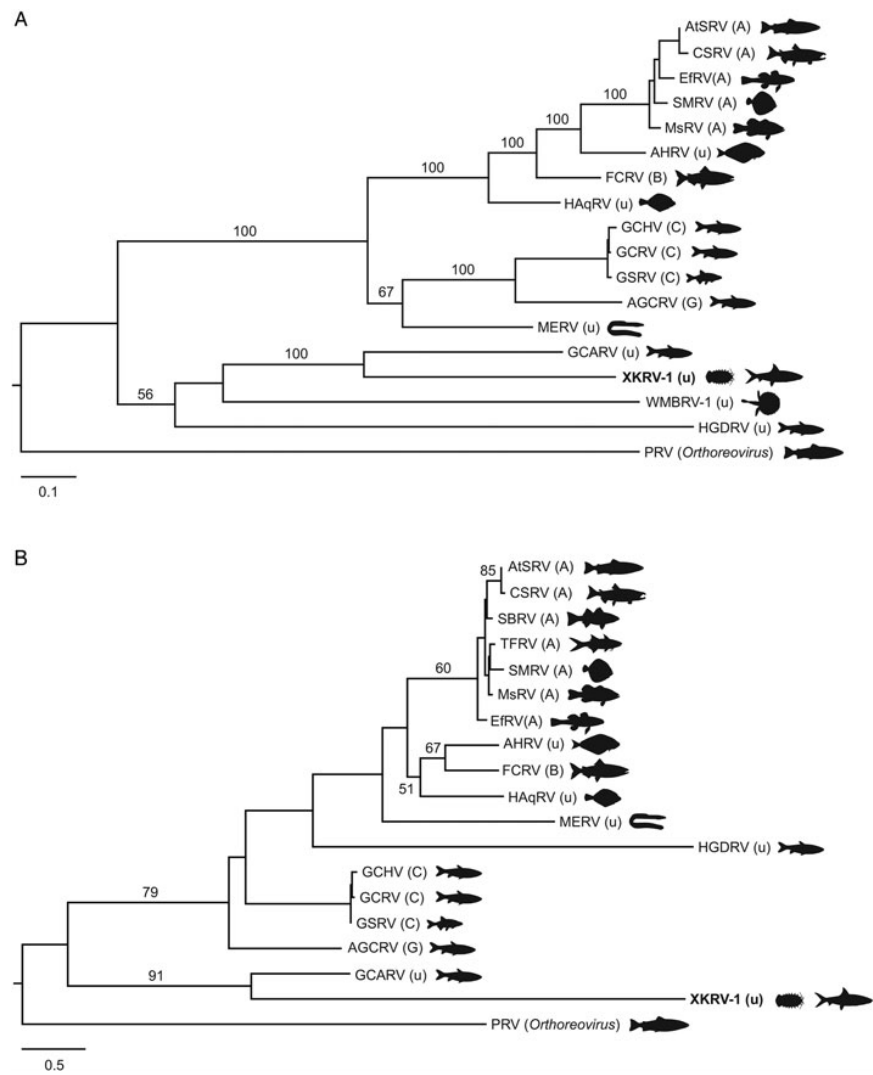 A
AtSRV (A)
CSRV (A)
EfRV(A)
100
SMRV (A)
100
MsRV (A)
100
AHRV (u)
100
FCRV (B)
HAqRV (u)
GCHV (C)
100
GCRV (C)
100
GSRV (C)
67
AGCRV (G)
MERV (u)
100
GCARV (u)
XKRV-1 (u)
56
WMBRV-1 (u)
HGDRV (u)
PRV (Orthoreovirus)
0.1
B
85
AtSRV (A)
CSRV (A)
SBRV (A)
TFRV (A)
60
SMRV (A)
MsRV (A)
EfRV(A)
67
AHRV (u)
FCRV (B)
51
HAqRV (u)
MERV (u)
HGDRV (u)
GCHV (C)
79
GCRV (C)
GSRV (C)
AGCRV (G)
91
GCARV (u)
XKRV-1 (u)
PRV (Orthoreovirus)
0.5